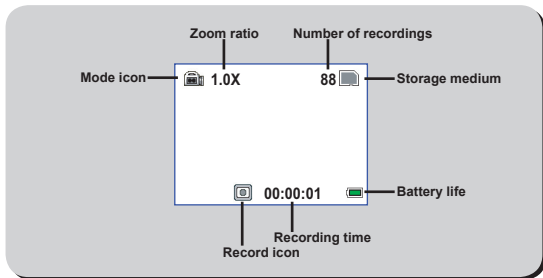 Zoom ratio Number of recordings
Mode icon 1.0X 88 Storage medium
00:00:01 Battery life
Recording time
Record icon